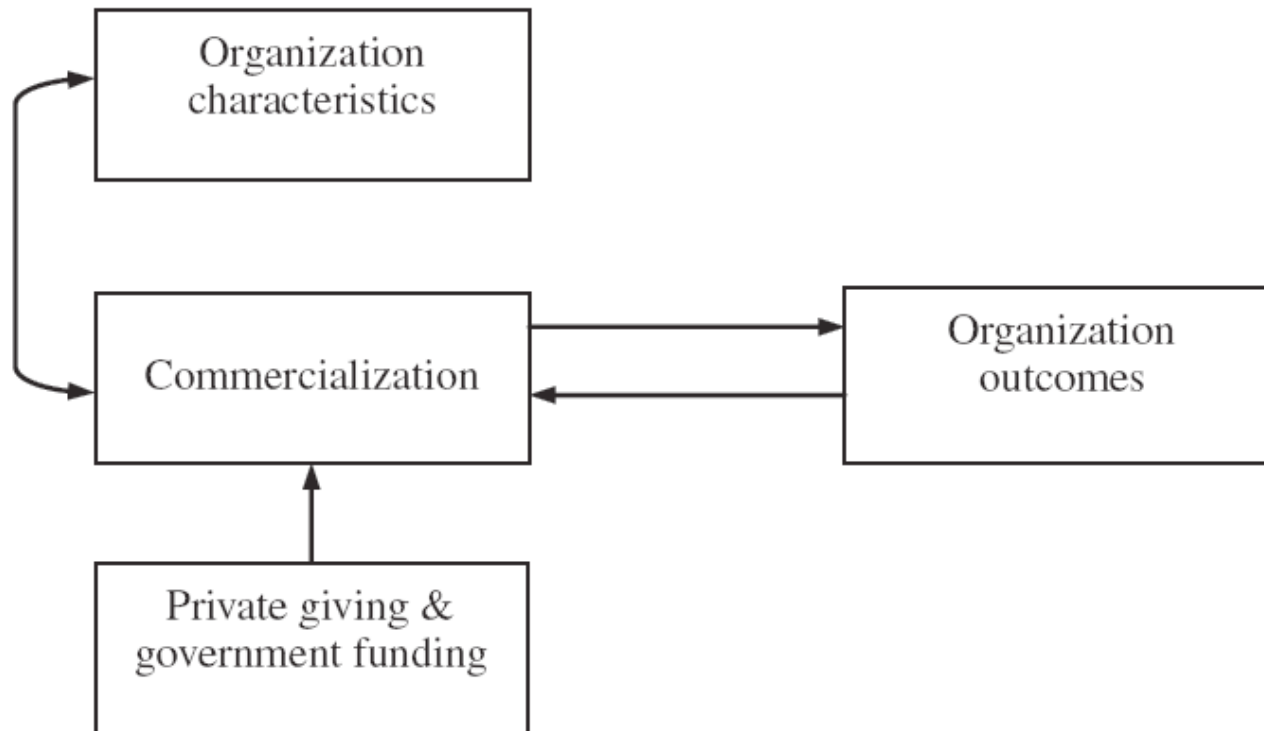 Organization
characteristics
Commercialization
Organization
outcomes
Private giving &
government funding